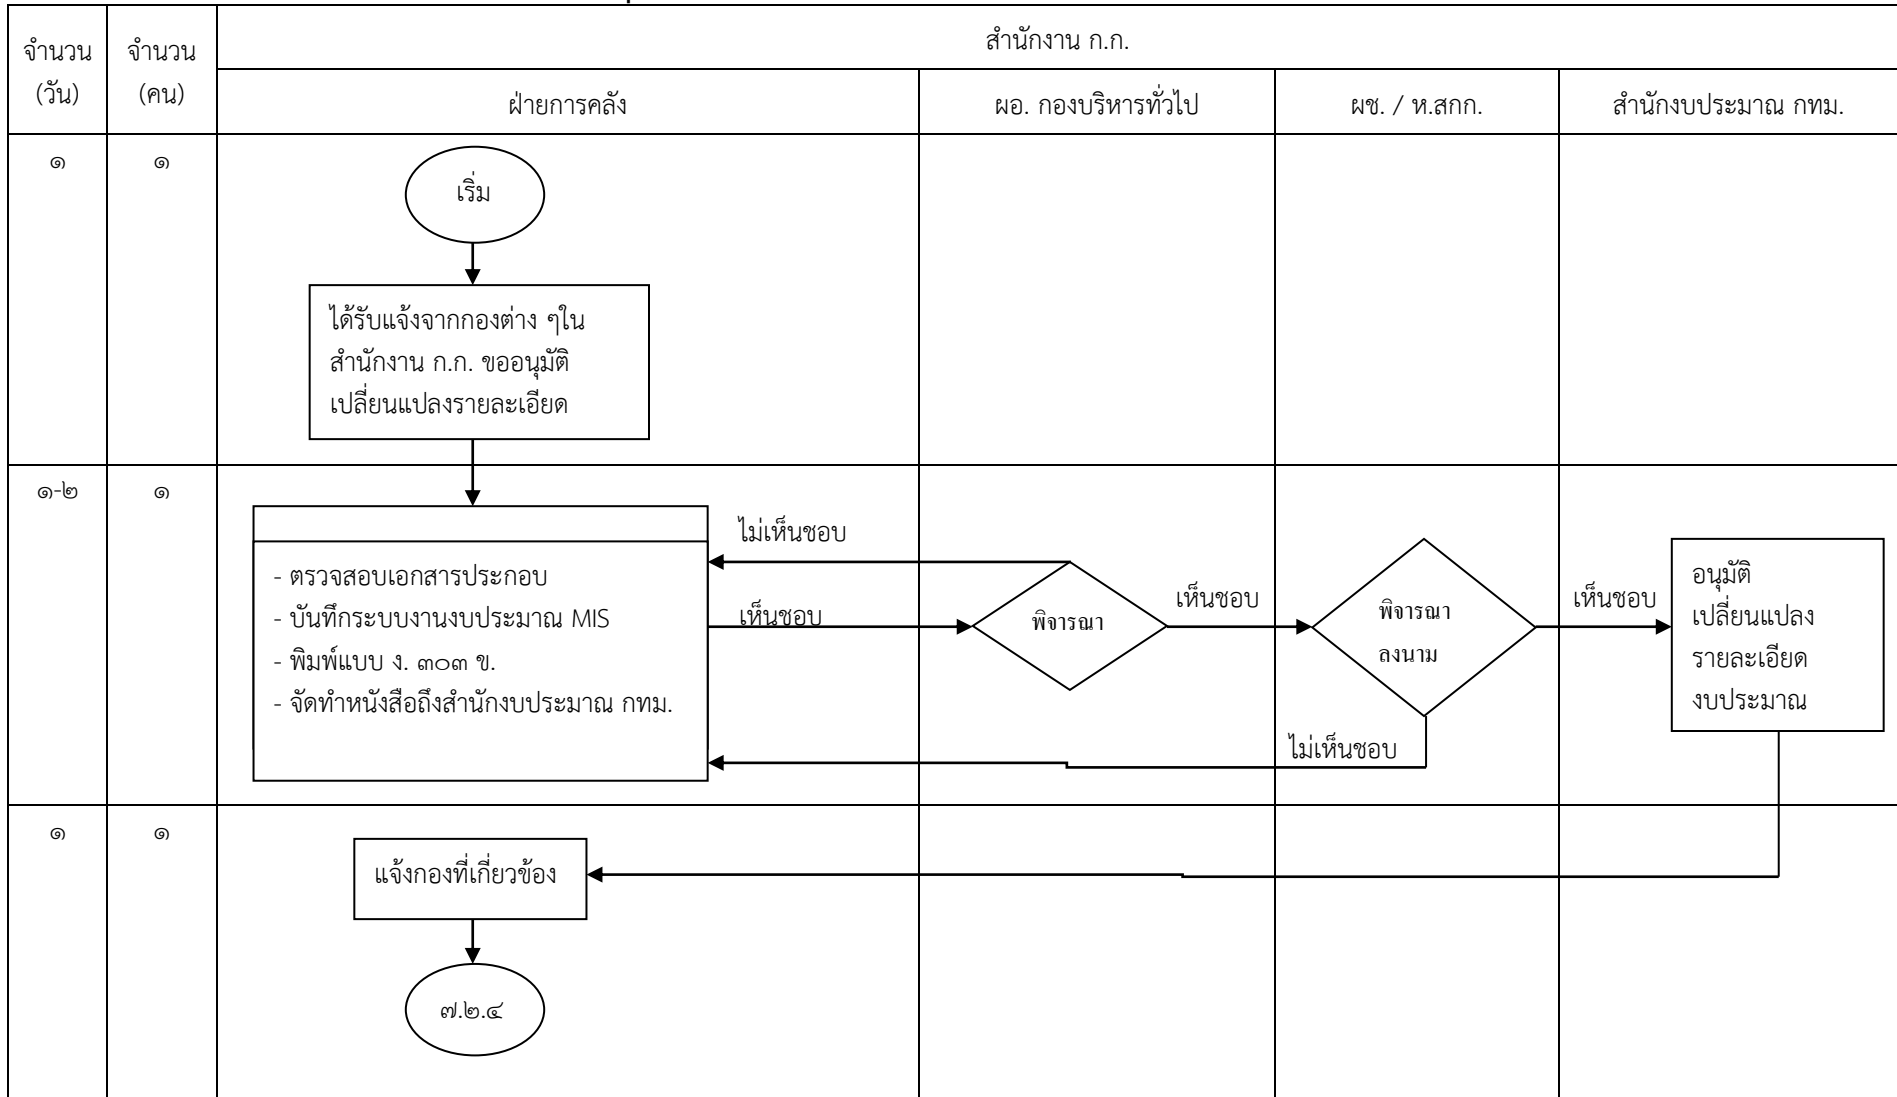 จำนวน
(วัน)
จำนวน
(คน)
สำนักงาน ก.ก.
ฝ่ายการคลัง
ผอ. กองบริหารทั่วไป
ผช. / ห.สกก.
สำนักงบประมาณ กทม.
๑
๑
เริ่ม
ได้รับแจ้งจากกองต่าง ๆใน
สำนักงาน ก.ก. ขออนุมัติ
เปลี่ยนแปลงรายละเอียด
๑-๒
๑
- ตรวจสอบเอกสารประกอบ
- บันทึกระบบงานงบประมาณ MIS
- พิมพ์แบบ ง. ๓๐๓ ข.
- จัดทำหนังสือถึงสำนักงบประมาณ กทม.
ไม่เห็นชอบ
เห็นชอบ
พิจารณา
เห็นชอบ
พิจารณา
ลงนาม
ไม่เห็นชอบ
เห็นชอบ
อนุมัติ
เปลี่ยนแปลง
รายละเอียด
งบประมาณ
๑
๑
แจ้งกองที่เกี่ยวข้อง
๗.๒.๔